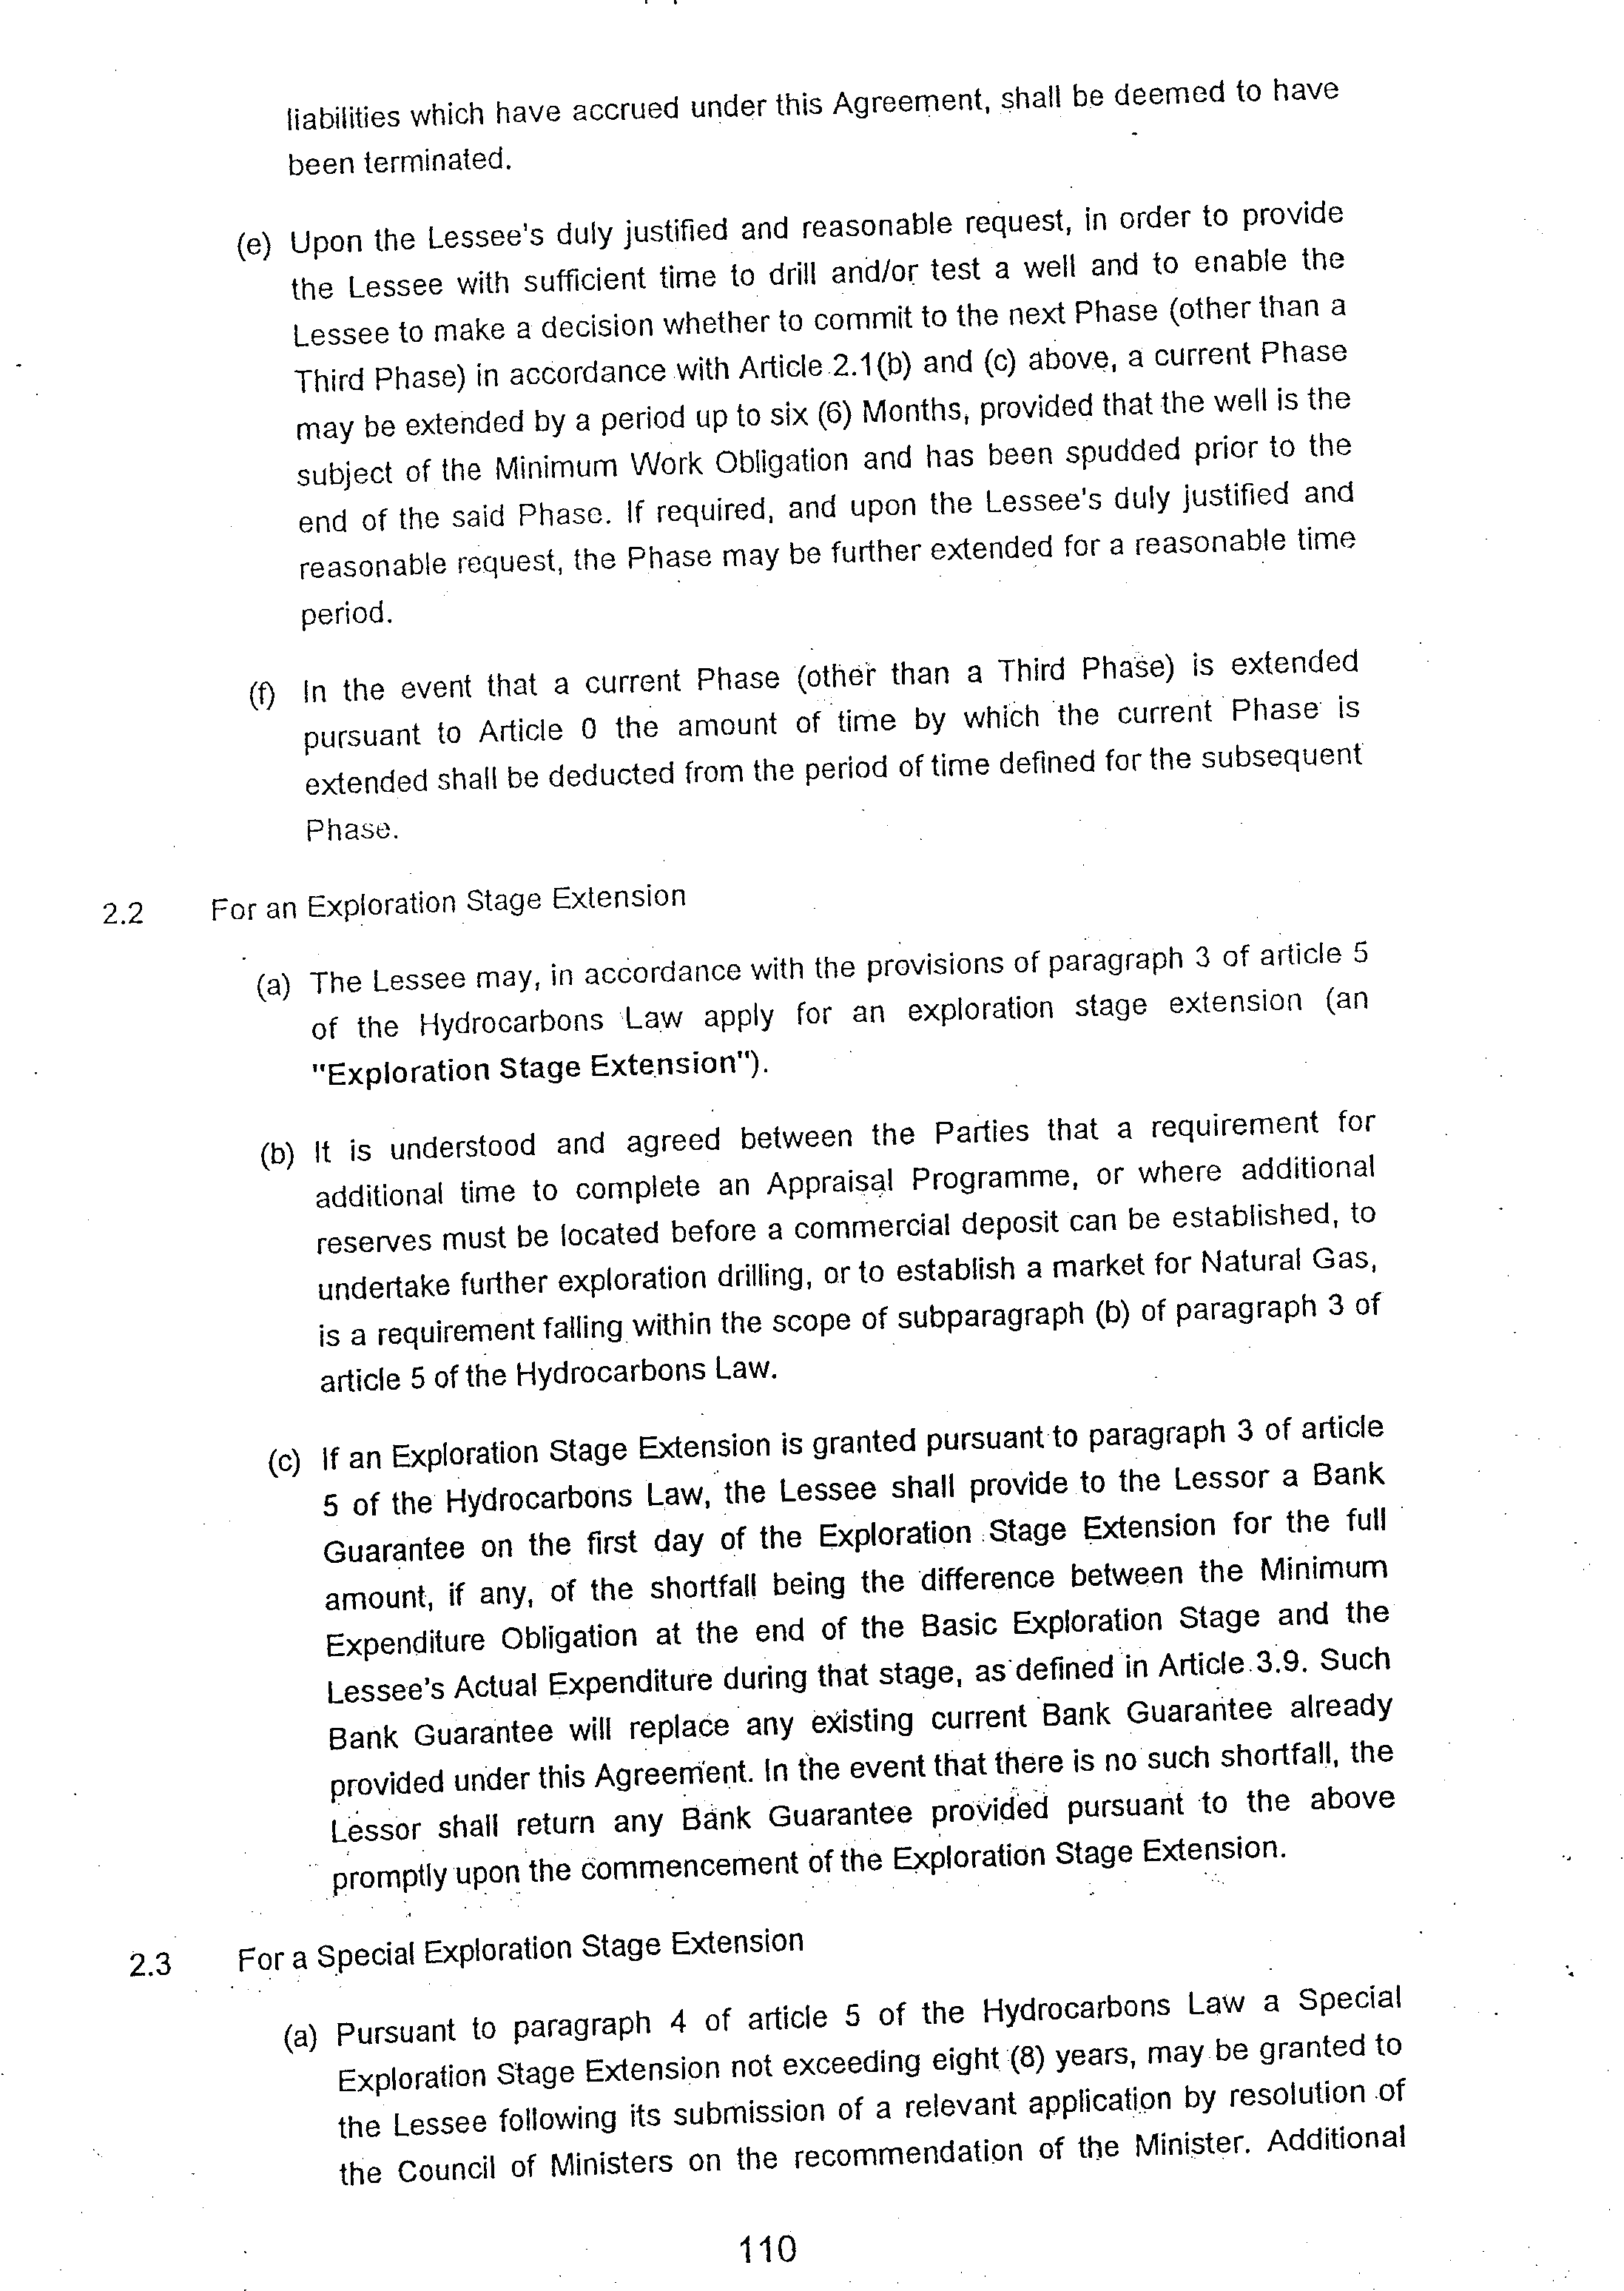 liabilities which have accrued under this Agreement, shall be deemed to have
been terminated.
(e) Upon the Lessee's duly justified and reasonable request, in order to provide
the Lessee with sufficient time to drill and/or test a well and to enable the
Lessee to make a decision whether to commit to the next Phase (other than a
Third Phase) in accordance with Article 2.1(b) and (c) above, a current Phase
may be extended by a period up to six (6) Months, provided that the well is the
subject of the Minimum Work Obligation and has been spudded prior to the
end of the said Phase. If required, and upon the Lessee's duly justified and
reasonable request, the Phase may be further extended for a reasonable time
period.
(f) In the event that a current Phase (other than a Third Phase) is extended
pursuant to Article 0 the amount of time by which the current Phase is
extended shall be deducted from the period of time defined for the subsequent
Phase.
2.2 For an Exploration Stage Extension
(a) The Lessee may, in accordance with the provisions of paragraph 3 of article 5
of the Hydrocarbons Law apply for an exploration stage extension (an
"Exploration Stage Extension").
(b) It is understood and agreed between the Parties that a requirement for
additional time to complete an Appraisal Programme, or where additional
reserves must be located before a commercial deposit can be established, to
undertake further exploration drilling, or to establish a market for Natural Gas,
is a requirement falling within the scope of subparagraph (b) of paragraph 3 of
article 5 of the Hydrocarbons Law.
(c) If an Exploration Stage Extension is granted pursuant to paragraph 3 of article
5 of the Hydrocarbons Law, the Lessee shall provide to the Lessor a Bank
Guarantee on the first day of the Exploration Stage Extension for the full
amount, if any, of the shortfall being the difference between the Minimum
Expenditure Obligation at the end of the Basic Exploration Stage and the
Lessee's Actual Expenditure during that stage, as defined in Article 3.9. Such
Bank Guarantee will replace any existing current Bank Guarantee already
provided under this Agreement. In the event that there is no such shortfall, the
Lessor shall return any Bank Guarantee provided pursuant to the above
promptly upon the commencement of the Exploration Stage Extension.
2.3 For a Special Exploration Stage Extension
(a) Pursuant to paragraph 4 of article 5 of the Hydrocarbons Law a Special
Exploration Stage Extension not exceeding eight (8) years, may be granted to
the Lessee following its submission of a relevant application by resolution of
the Council of Ministers on the recommendation of the Minister. Additional
110